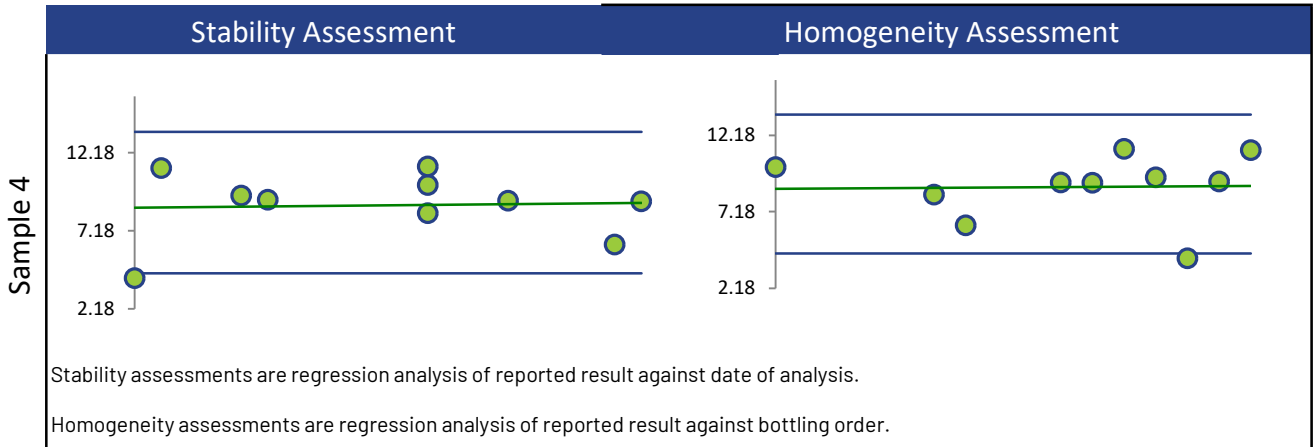 Stability Assessment
Homogeneity Assessment
Sample 4
12.18
7.18
2.18
12.18
7.18
2.18
Stability assessments are regression analysis of reported result against date of analysis.
Homogeneity assessments are regression analysis of reported result against bottling order.